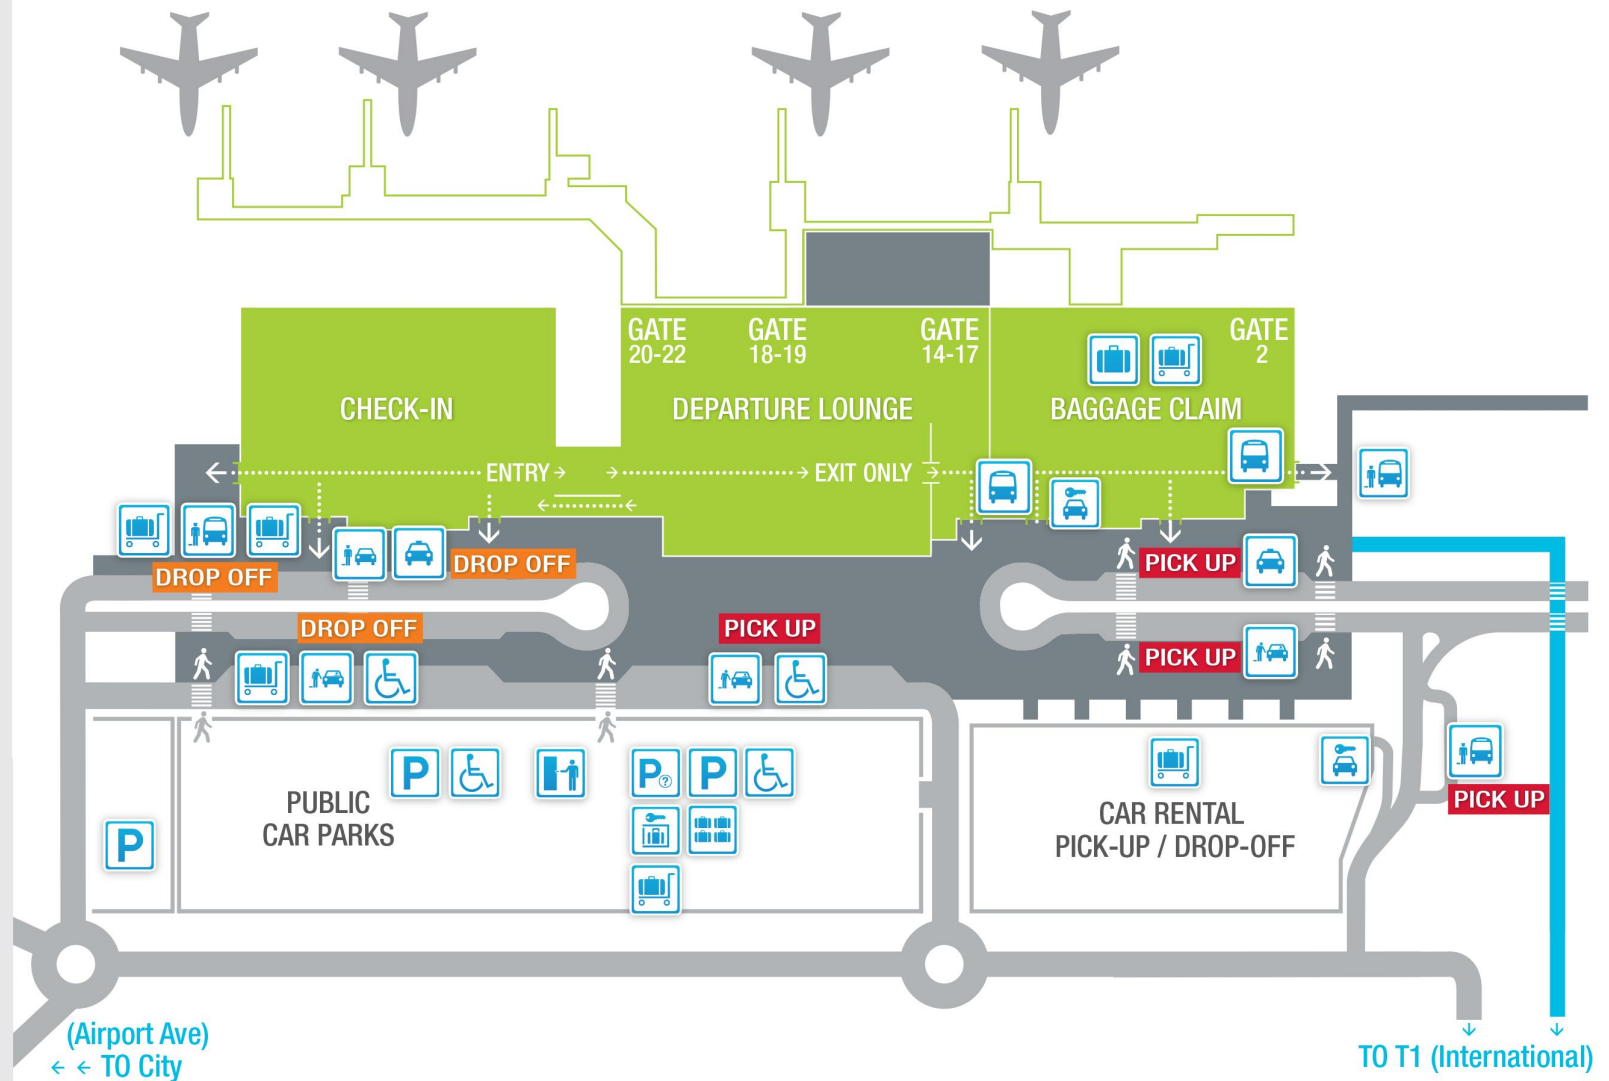 GATE
20-22
GATE
18-19
GATE
14-17
GATE
2
CHECK-IN
DEPARTURE LOUNGE
BAGGAGE CLAIM
ENTRY
EXIT ONLY
DROP OFF
DROP OFF
PICK UP
DROP OFF
PICK UP
PICK UP
P
P?
P
PUBLIC
CAR PARKS
P
CAR RENTAL
PICK-UP / DROP-OFF
PICK UP
(Airport Ave)
TO City
TO T1 (International)